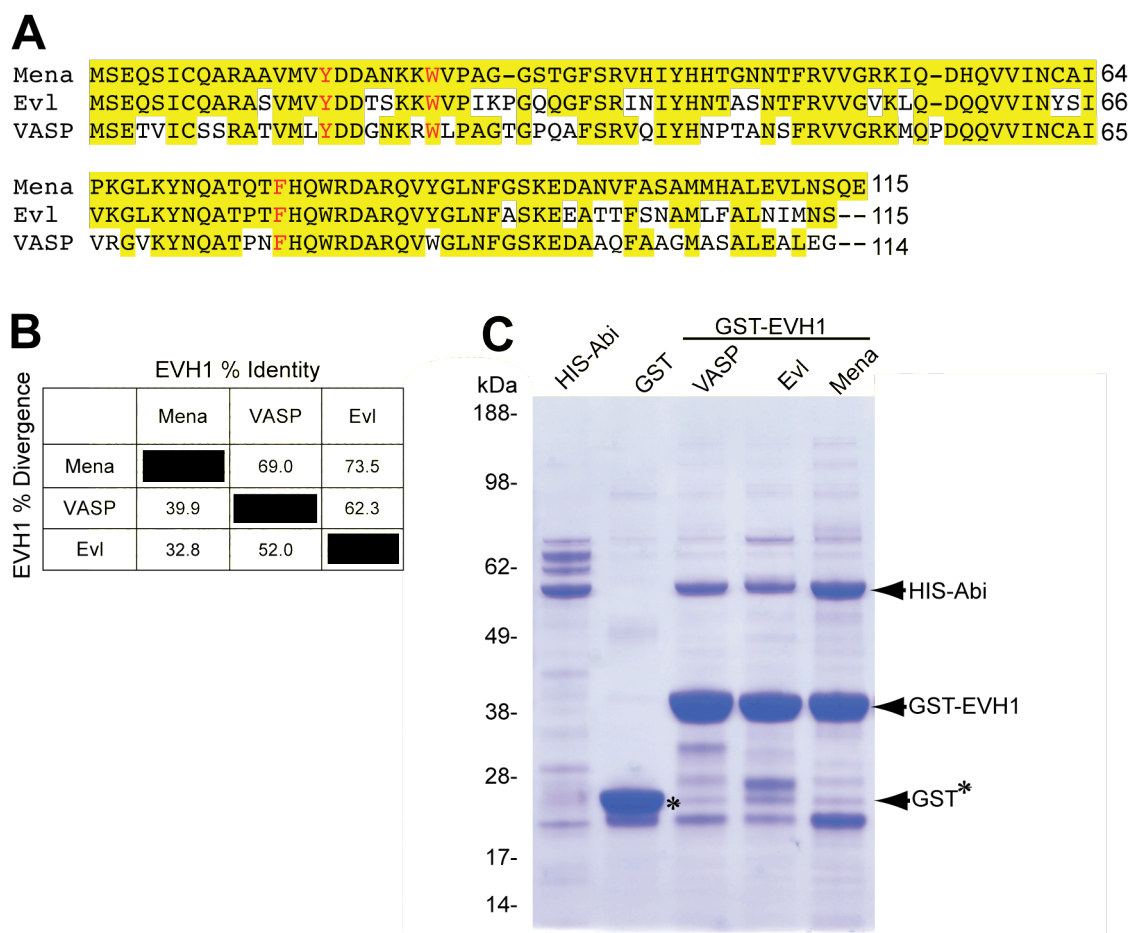 A
Mena MSEQSICQARAAVMVYDDANKKWVPAG-GSTGFSRVHIYHHTGNNTFRVVGRKIQ-DHQVVINCAI 64
Evl MSEQSICQARASVMVYDDTSKKWVPIKPGQQGFSRINIYHNTASNTFRVVGVKLQ-DQQVVINYSI 66
VASP MSETVICSSRATVMLYDDGNKRWLPAGTGPQAFSRVQIYHNPTANSFRVVGRKMQPDQQVVINCAI 65
Mena PKGLKYNQATQTFHQWRDARQVYGLNFGSKEDANVFASAMMHALEVLNSQE 115
Evl VKGLKYNQATPTFHQWRDARQVYGLNFASKEEATTFSNAMLFALNIMNS-- 115
VASP VRGVKYNQATPNFHQWRDARQVWGLNFGSKEDAAQFAAGMASALEALEG-- 114
B
EVH1 % Identity
EVH1 % Divergence
Mena VASP Evl
Mena 69.0 73.5
VASP 39.9 62.3
Evl 32.8 52.0
C
GST-EVH1
kDa HIS-Abi GST VASP Evl Mena
188-
98-
62-
HIS-Abi
49-
38- GST-EVH1
28-
* GST*
17-
14-